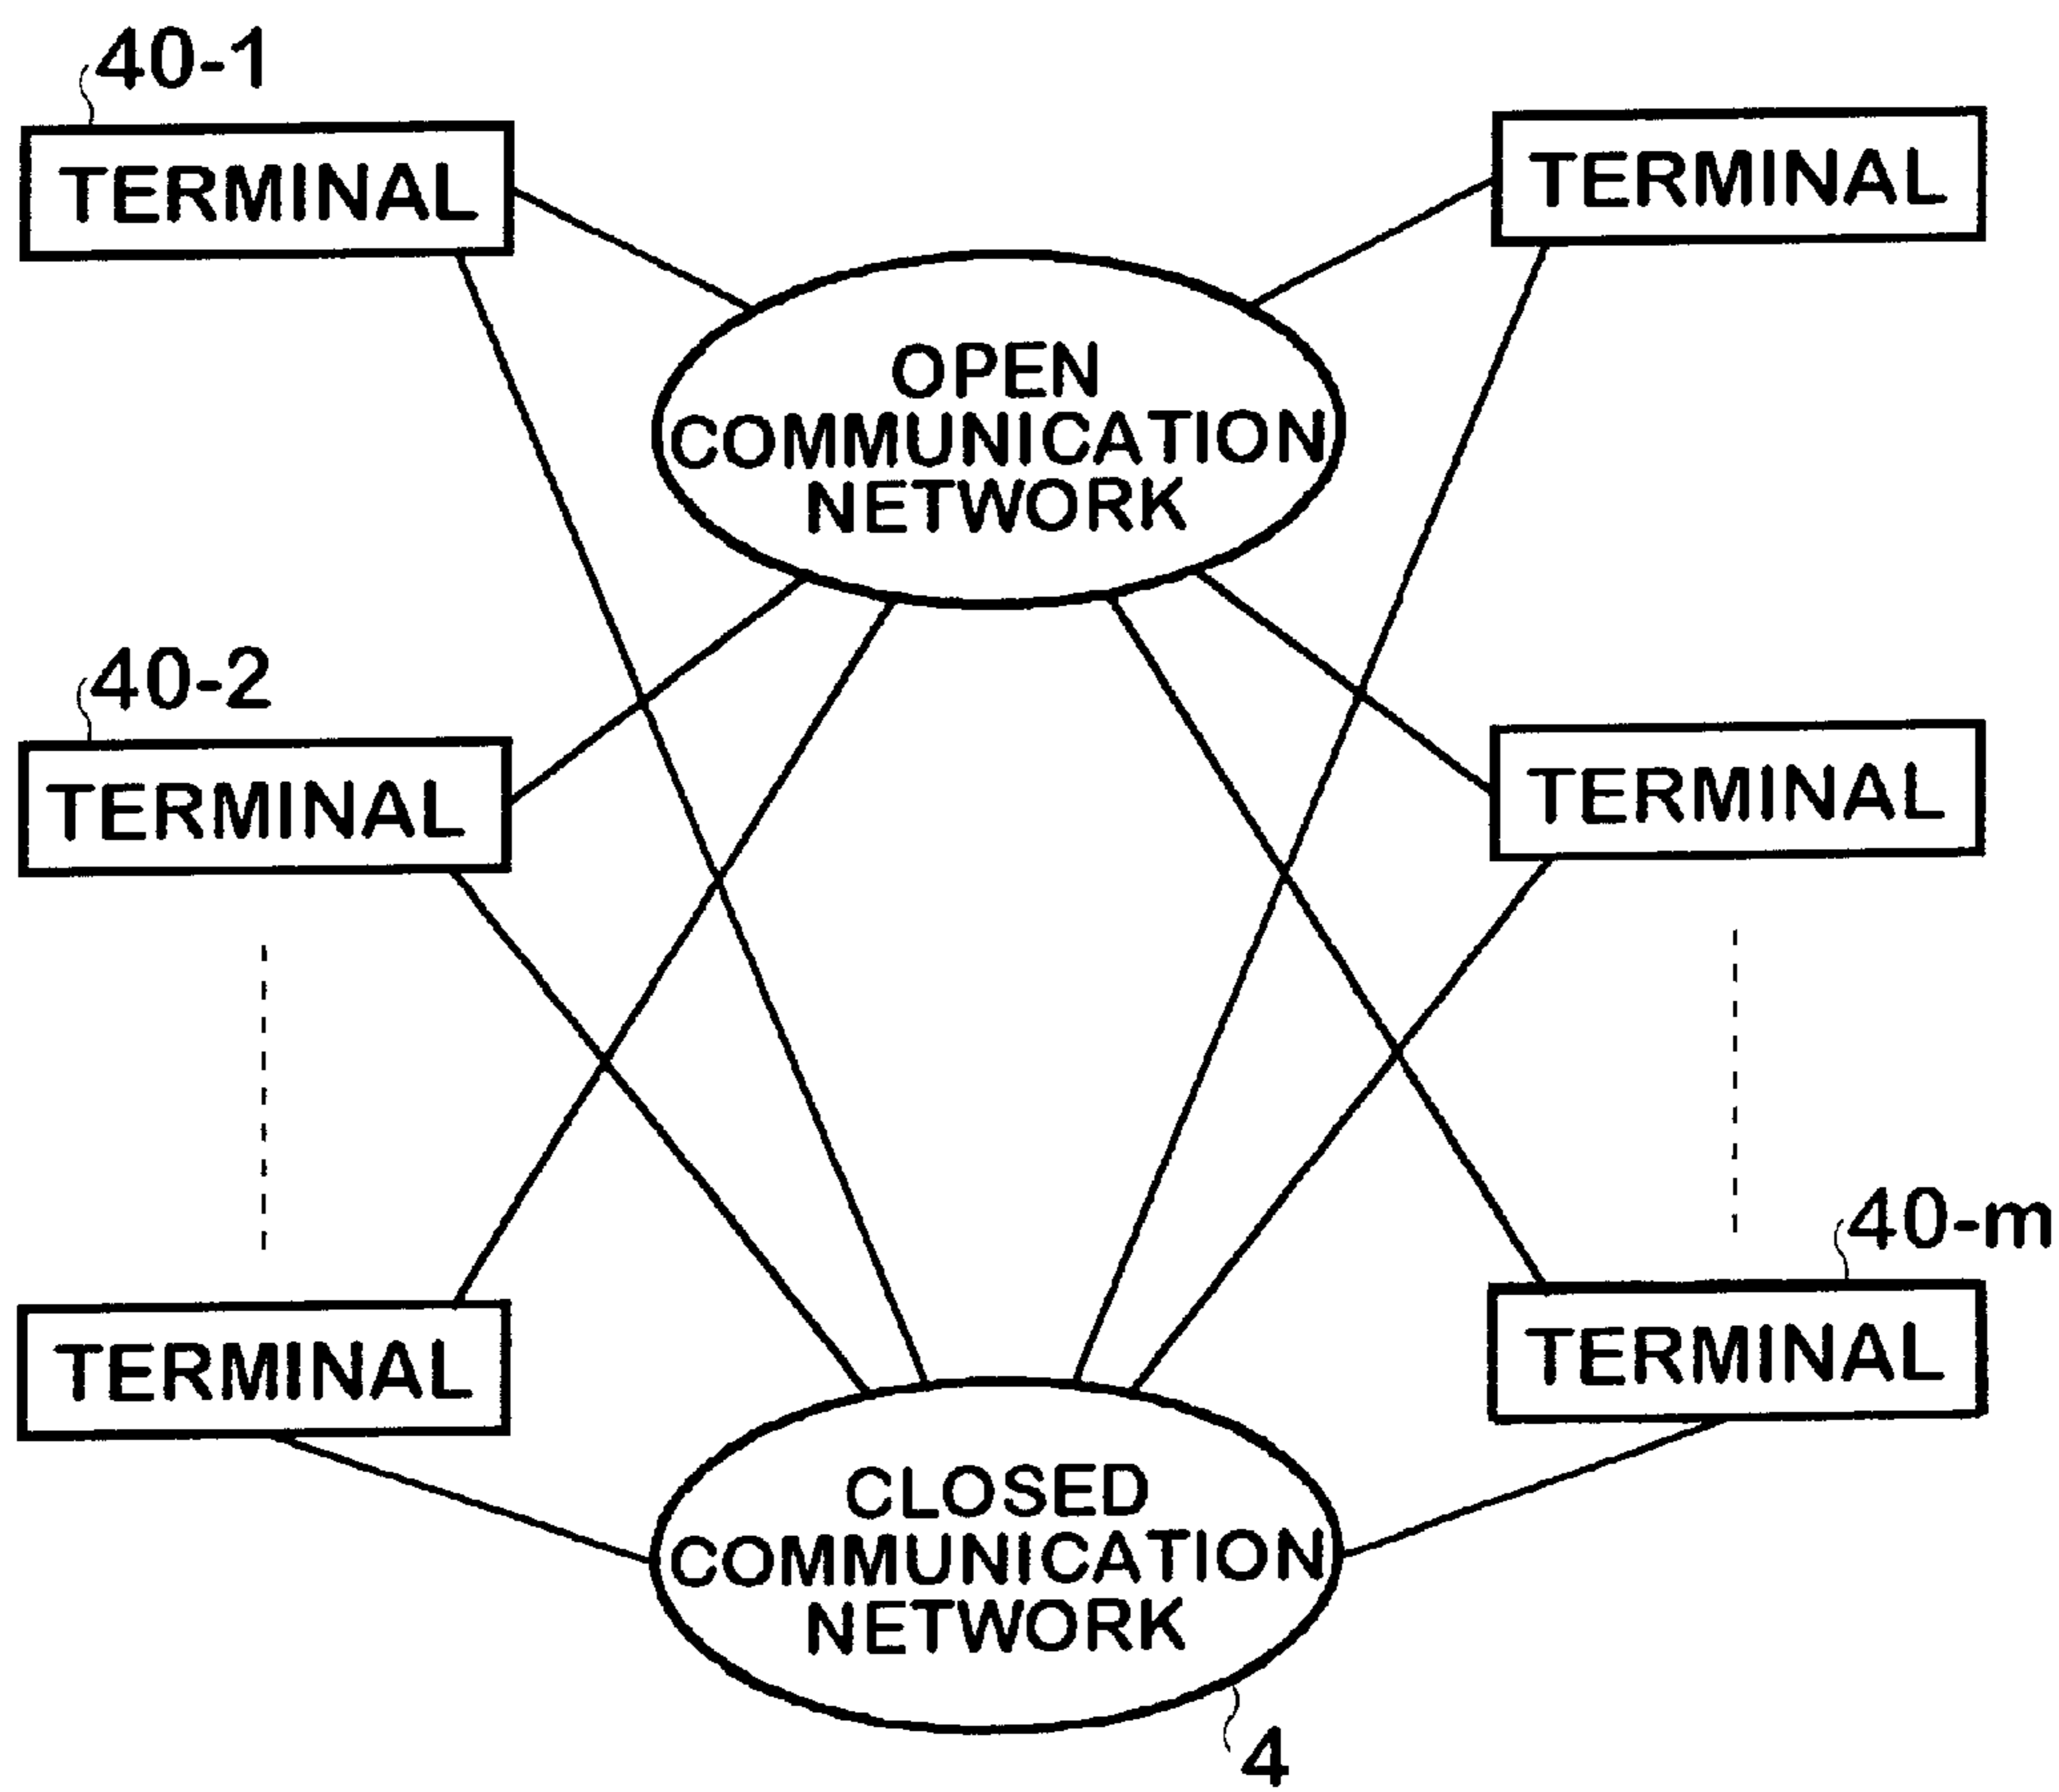 40-1
TERMINAL
TERMINAL
OPEN
COMMUNICATION
NETWORK
40-2
TERMINAL
TERMINAL
40-m
TERMINAL
TERMINAL
CLOSED
COMMUNICATION
NETWORK
4